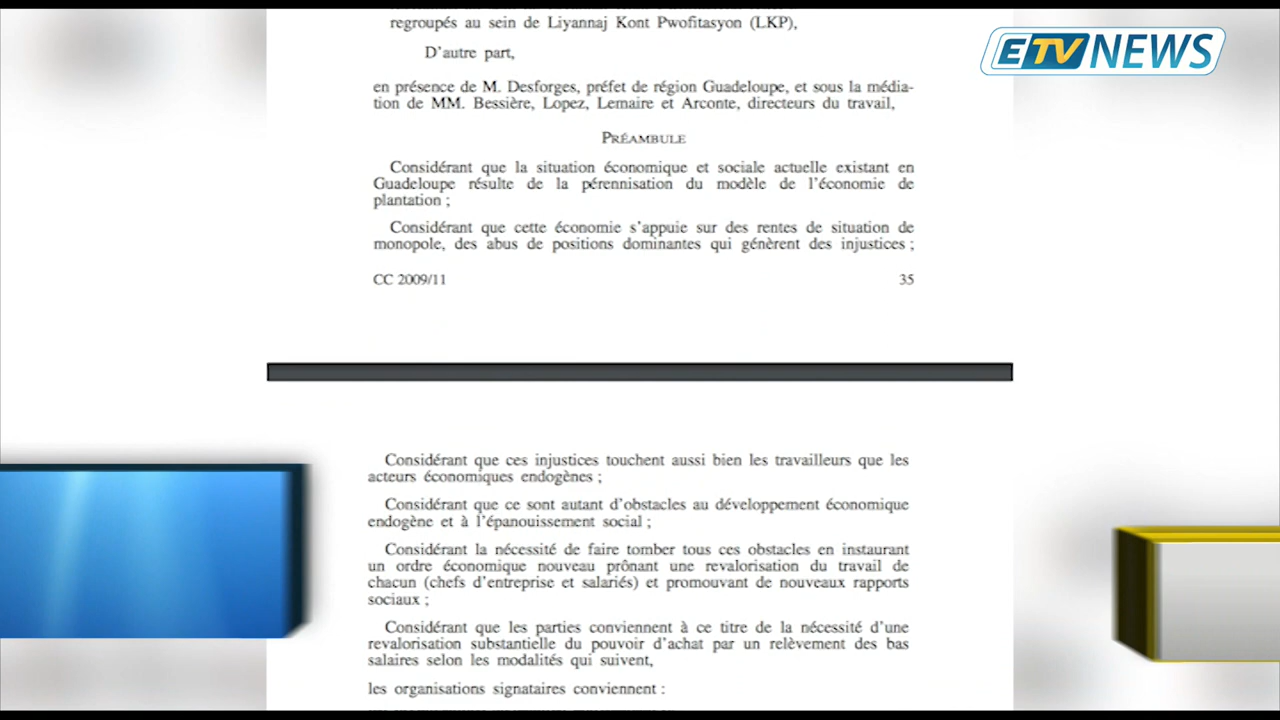 regroupés au sein de Liyannaj Kont Pwofitasyon (LKP),
ETV NEWS
D'autre part,
en présence de M. Desforges, préfet de région Guadeloupe, et sous la média-
tion de MM. Bessière, Lopez, Lemaire et Arconte, directeurs du travail,
PRÉAMBULE
Considérant que la situation économique et sociale actuelle existant en
Guadeloupe résulte de la pérennisation du modèle de l'économie de
plantation ;
Considérant que cette économie s'appuie sur des rentes de situation de
monopole, des abus de positions dominantes qui génèrent des injustices ;
CC 2009/11 35
Considérant que ces injustices touchent aussi bien les travailleurs que les
acteurs économiques endogènes ;
Considérant que ce sont autant d'obstacles au développement économique
endogène et à l'épanouissement social ;
Considérant la nécessité de faire tomber tous ces obstacles en instaurant
un ordre économique nouveau prônant une revalorisation du travail de
chacun (chefs d'entreprise et salariés) et promouvant de nouveaux rapports
sociaux ;
Considérant que les parties conviennent à ce titre de la nécessité d'une
revalorisation substantielle du pouvoir d'achat par un relèvement des bas
salaires selon les modalités qui suivent,
les organisations signataires conviennent :